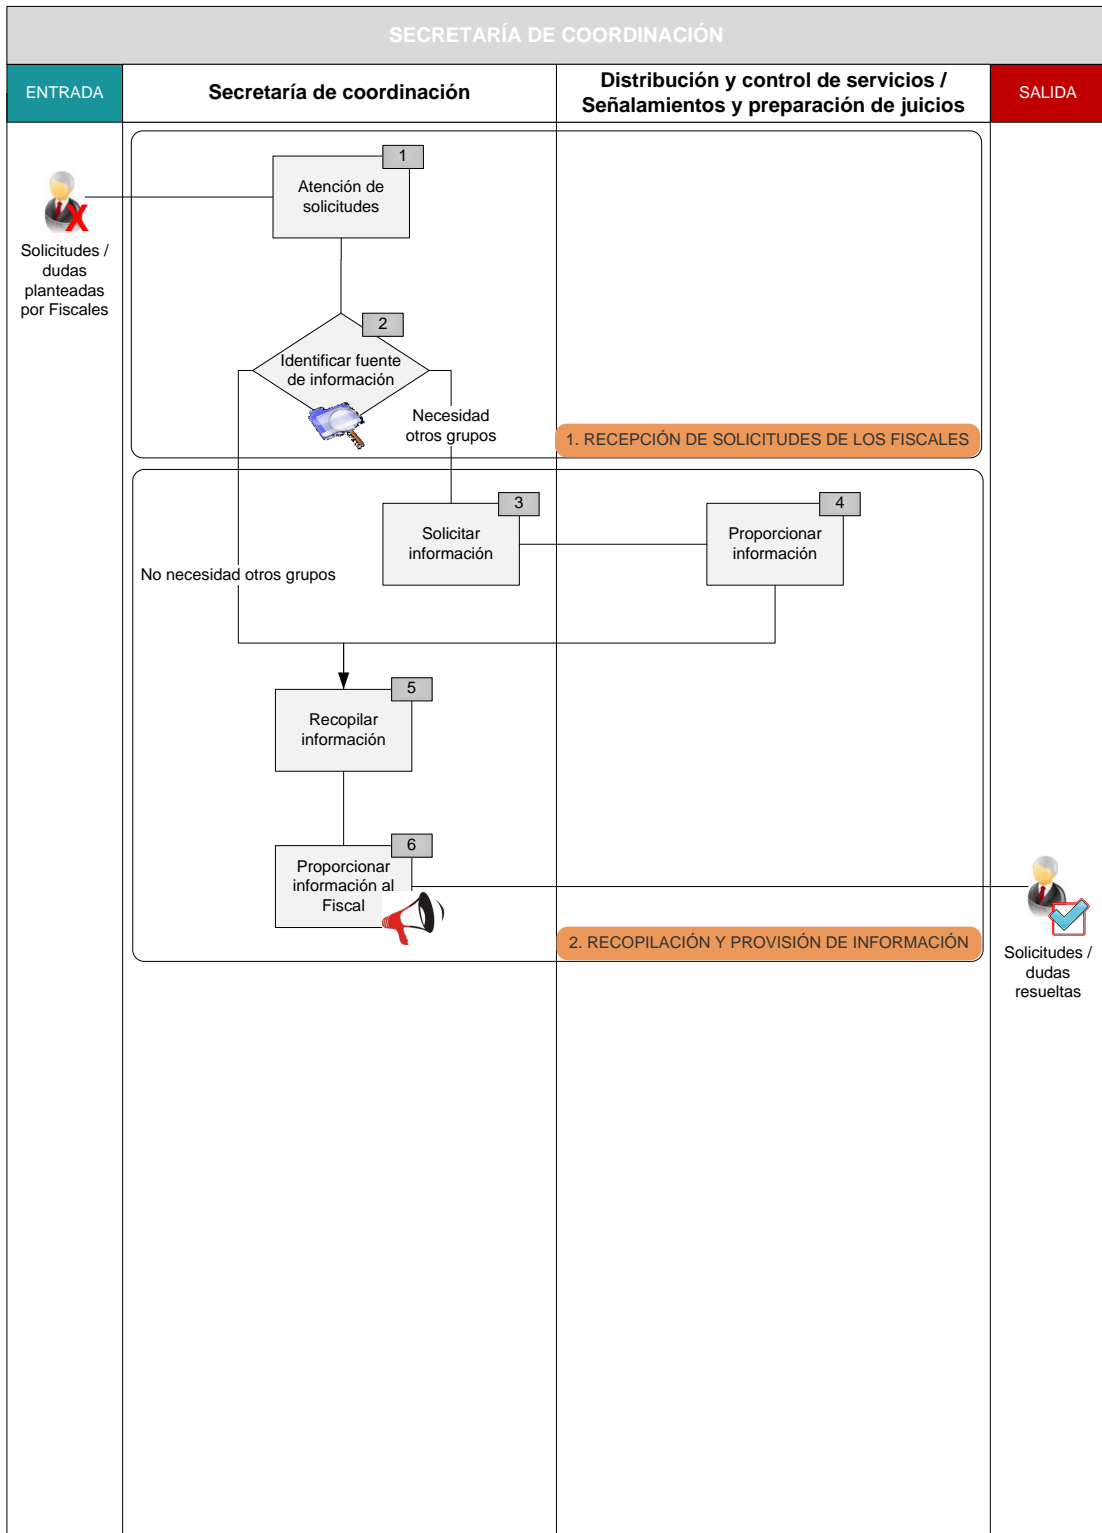 SECRETARÍA DE COORDINACIÓN
ENTRADA
Secretaría de coordinación
Distribución y control de servicios /
Señalamientos y preparación de juicios
SALIDA
1
Atención de
solicitudes
Solicitudes /
dudas
planteadas
por Fiscales
2
Identificar fuente
de información
Necesidad
otros grupos
1. RECEPCIÓN DE SOLICITUDES DE LOS FISCALES
3
Solicitar
información
4
Proporcionar
información
No necesidad otros grupos
5
Recopilar
información
6
Proporcionar
información al
Fiscal
2. RECOPILACIÓN Y PROVISIÓN DE INFORMACIÓN
Solicitudes /
dudas
resueltas